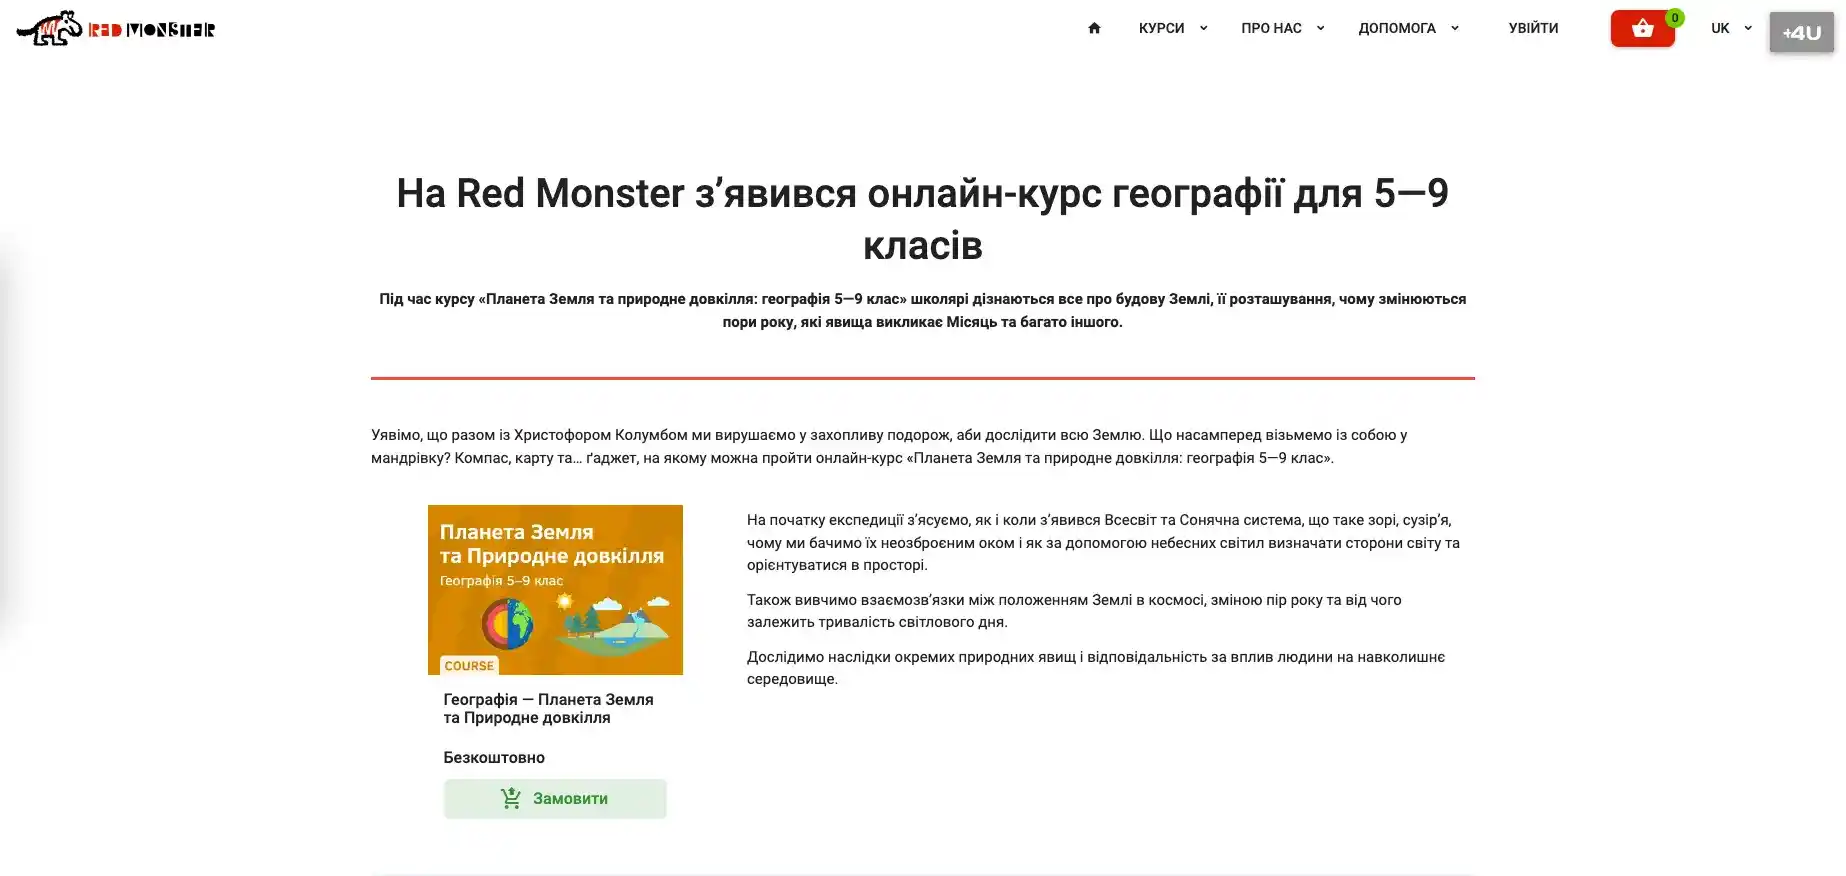 RED MONSTER
КУРСИ
ПРО НАС
ДОПОМОГА
УВІЙТИ
0
UK
+4U
На Red Monster з’явився онлайн-курс географії для 5—9
класів
Під час курсу «Планета Земля та природне довкілля: географія 5—9 клас» школярі дізнаються все про будову Землі, її розташування, чому змінюються
пори року, які явища викликає Місяць та багато іншого.
Уявімо, що разом із Христофором Колумбом ми вирушаємо у захопливу подорож, аби дослідити всю Землю. Що насамперед візьмемо із собою у
мандрівку? Компас, карту та... ґаджет, на якому можна пройти онлайн-курс «Планета Земля та природне довкілля: географія 5—9 клас».
Планета Земля
та Природне довкілля
Географія 5–9 клас
COURSE
Географія — Планета Земля
та Природне довкілля
Безкоштовно
Замовити
На початку експедиції з’ясуємо, як і коли з’явився Всесвіт та Сонячна система, що таке зорі, сузір’я,
чому ми бачимо їх неозброєним оком і як за допомогою небесних світил визначати сторони світу та
орієнтуватися в просторі.
Також вивчимо взаємозв’язки між положенням Землі в космосі, зміною пір року та від чого
залежить тривалість світлового дня.
Дослідимо наслідки окремих природних явищ і відповідальність за вплив людини на навколишнє
середовище.